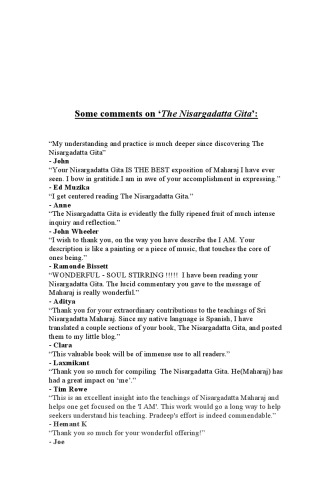 Some comments on ‘The Nisargadatta Gita’:
“My understanding and practice is much deeper since discovering The
Nisargadatta Gita”
- John
“Your Nisargadatta Gita IS THE BEST exposition of Maharaj I have ever
seen. I bow in gratitide.I am in awe of your accomplishment in expressing.”
- Ed Muzika
“I get centered reading The Nisargadatta Gita.”
- Anne
“The Nisargadatta Gita is evideatly the fully ripened fruit of much intense
inquiry and reflection.”
- John Wheeler
“I wish to thank you, on the way you have describe the I AM. Your
description is like a painting or a piece of music, that touches the core of
ones being.”
- Ramonde Bissett
“WONDERFUL - SOUL STIRRING !!!!!  I have been reading your
Nisargadatta Gita. The lucid commentary you gave to the message of
Maharaj is really wonderful.”
- Aditya
“Thank you for your extraordinary contributions to the teachings of Sri
Nisargadatta Maharaj. Since my native language is Spanish, I have
translated a couple sections of your book, The Nisargadatta Gita, and posted
them to my little blog.”
- Clara
“This valuable book will be of immense use to all readers.”
- Laxmikant
“Thank you so much for compiling  The Nisargadatta Gita. He(Maharaj) has
had a great impact on ‘me’.”
- Tim Rowe
“This is an excellent insight into the teachings of Nisargadatta Maharaj and
helps one get focused on the 'I AM'. This work would go a long way to help
seekers understand his teaching. Pradeep's effort is indeed commendable.”
- Hemant K
“Thank you so much for your wonderful offering!”
- Joe